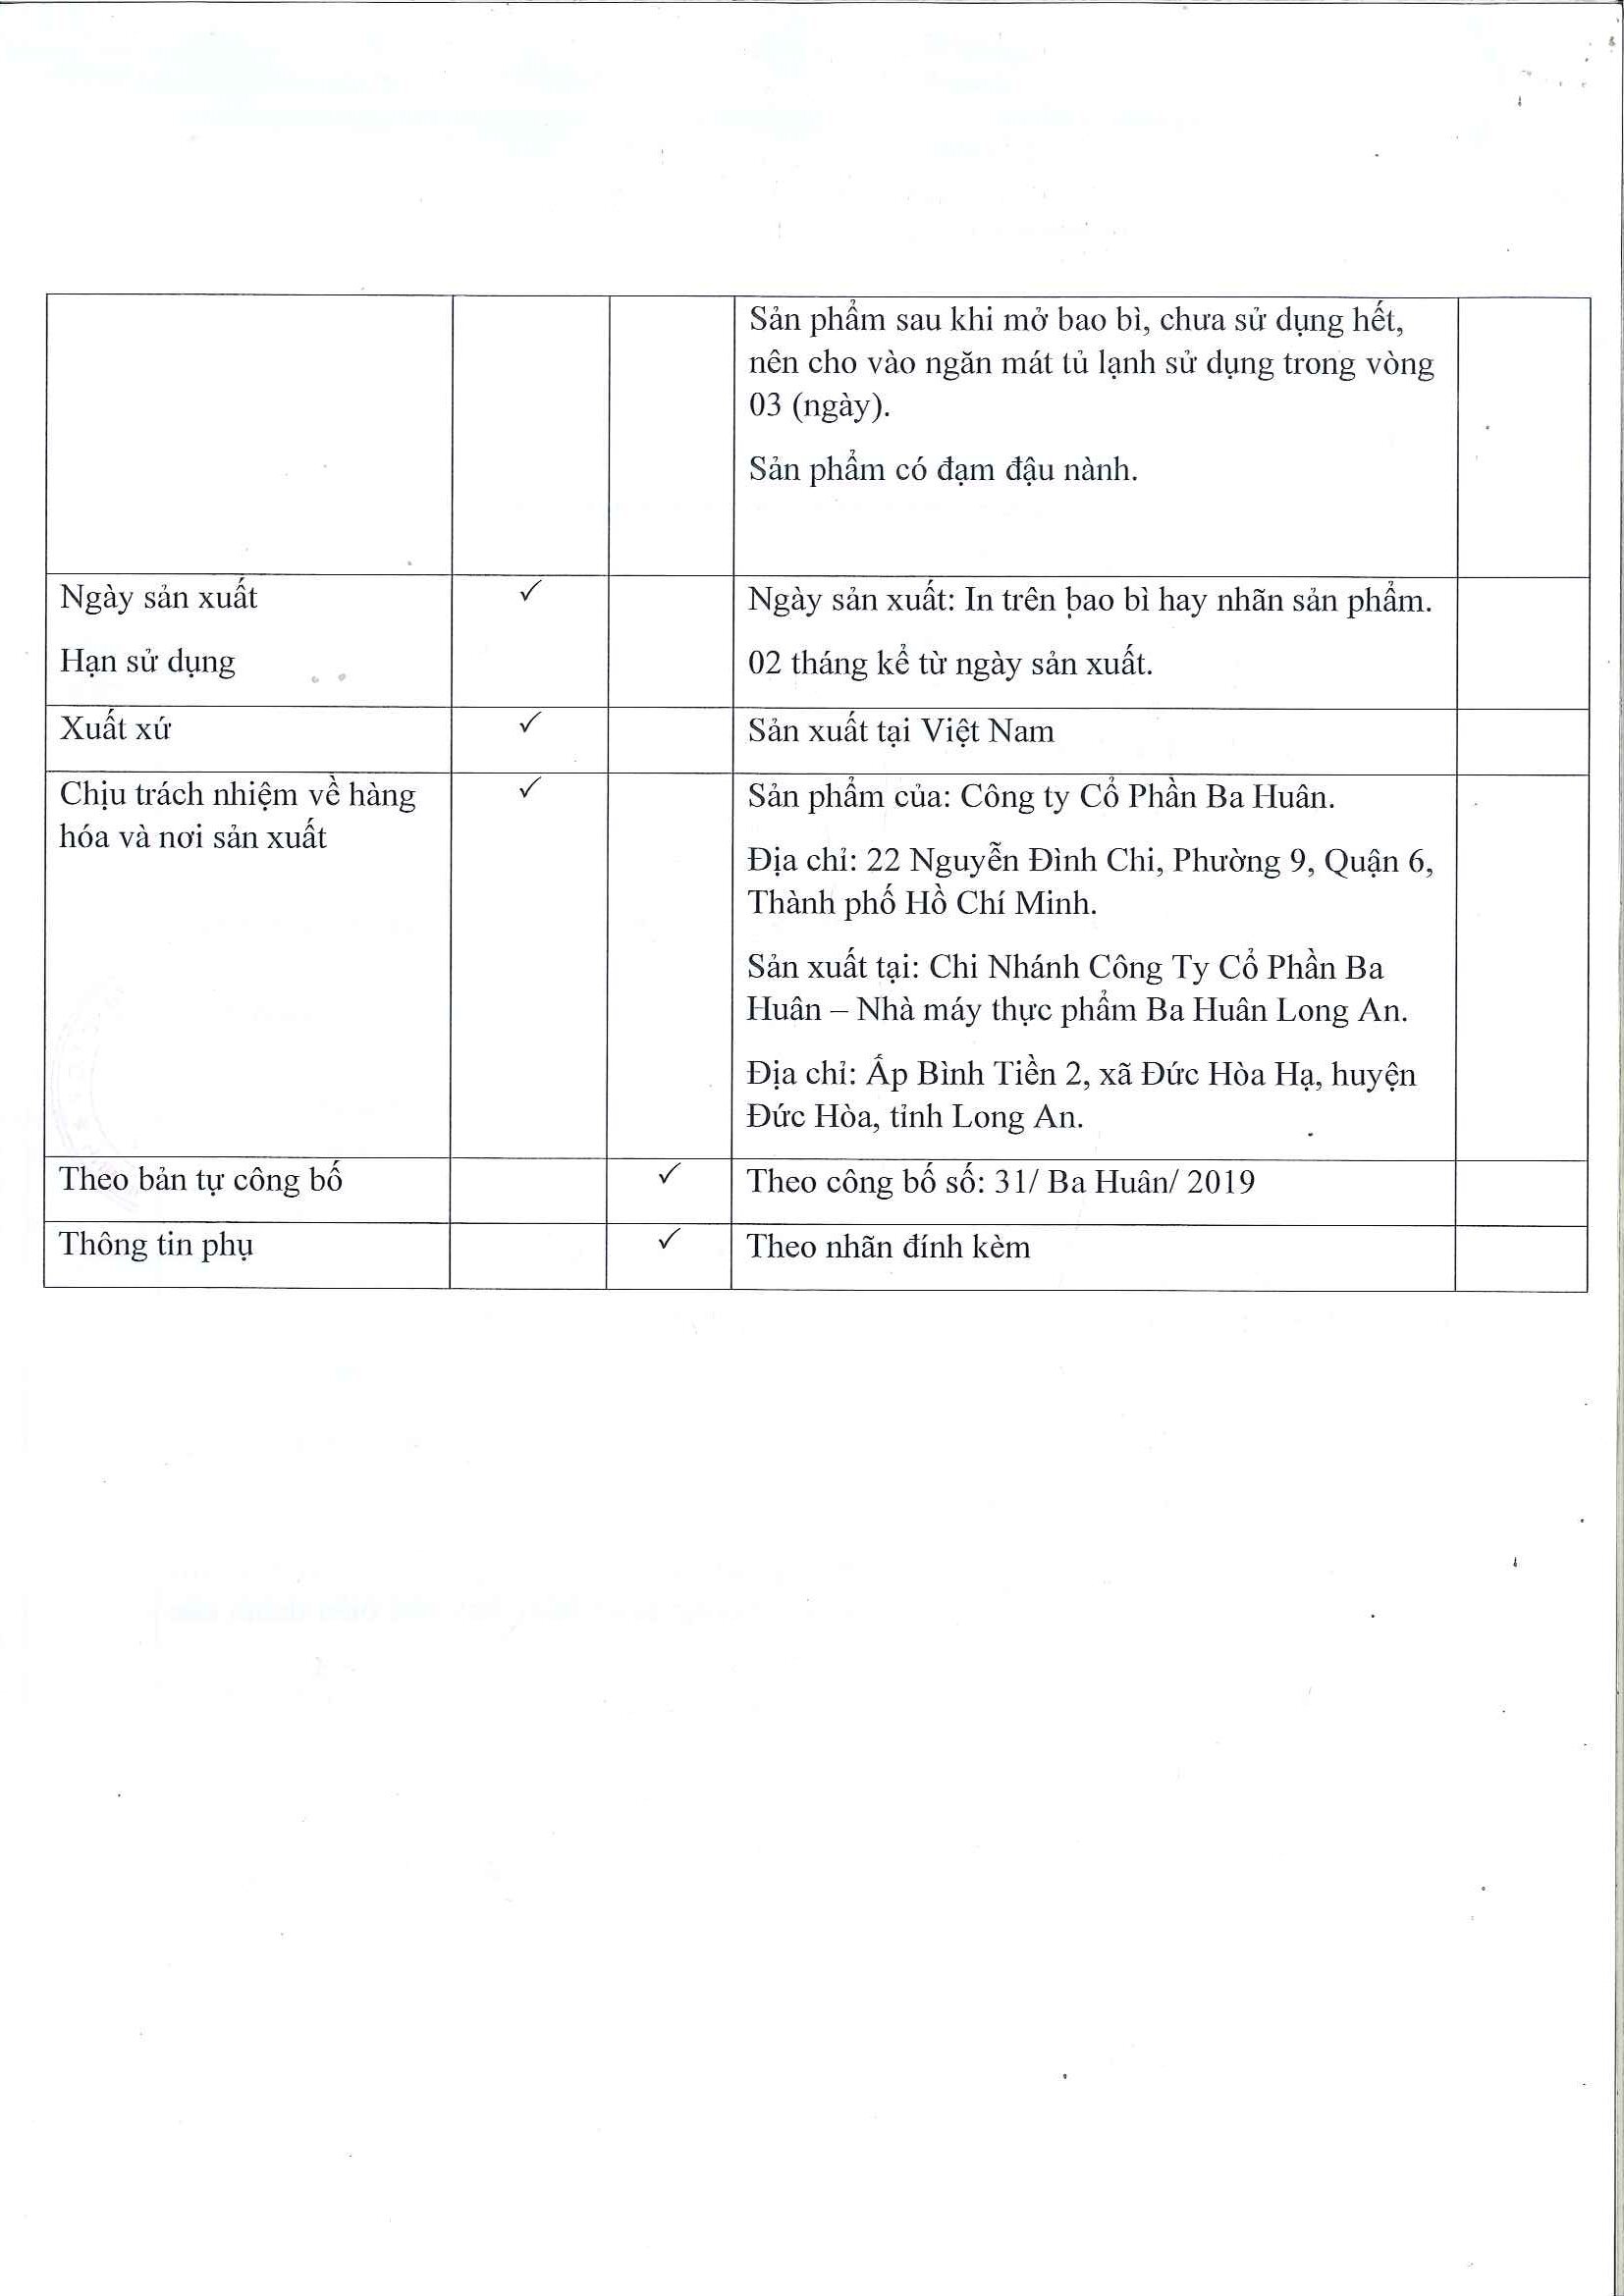 Sản phẩm sau khi mở bao bì, chưa sử dụng hết,
nên cho vào ngăn mát tủ lạnh sử dụng trong vòng
03 (ngày).
Sản phẩm có đạm đậu nành.
Ngày sản xuất ✓ Ngày sản xuất: In trên bao bì hay nhãn sản phẩm.
Hạn sử dụng 02 tháng kể từ ngày sản xuất.
Xuất xứ ✓ Sản xuất tại Việt Nam
Chịu trách nhiệm về hàng ✓ Sản phẩm của: Công ty Cổ Phần Ba Huân.
hóa và nơi sản xuất
Địa chỉ: 22 Nguyễn Đình Chi, Phường 9, Quận 6,
Thành phố Hồ Chí Minh.
Sản xuất tại: Chi Nhánh Công Ty Cổ Phần Ba
Huân – Nhà máy thực phẩm Ba Huân Long An.
Địa chỉ: Ấp Bình Tiền 2, xã Đức Hòa Hạ, huyện
Đức Hòa, tỉnh Long An.
Theo bản tự công bố ✓ Theo công bố số: 31/ Ba Huân/ 2019
Thông tin phụ ✓ Theo nhãn đính kèm